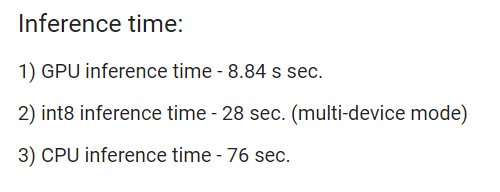 Inference time:
1) GPU inference time - 8.84 s sec.
2) int8 inference time - 28 sec. (multi-device mode)
3) CPU inference time - 76 sec.